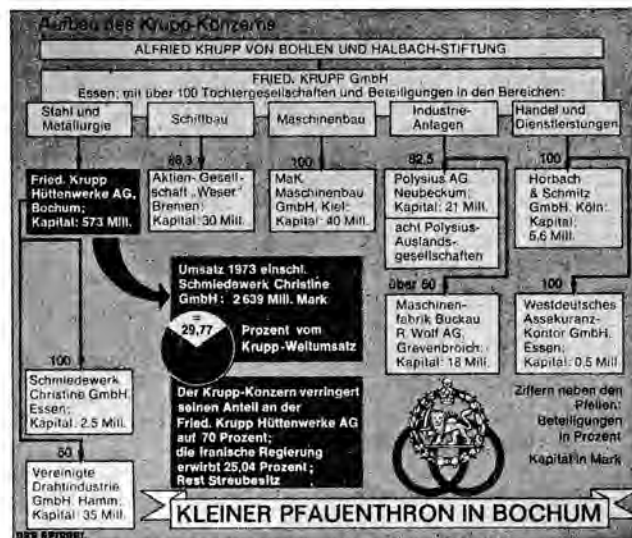 Aufbau des Krupp-Konzerns
ALFRIED KRUPP VON BOHLEN UND HALBACH-STIFTUNG
FRIED. KRUPP GmbH
Essen; mit über 100 Tochtergesellschaften und Beteiligungen in den Bereichen:
Stahl und
Metallurgie
Schiffbau
Maschinenbau
Industrie-
Anlagen
Handel und
Dienstleistungen
Fried. Krupp
Hüttenwerke AG,
Bochum;
Kapital: 573 Mill.
Aktien-Gesell-
schaft „Weser"
Bremen;
Kapital: 30 Mill.
100
MaK
Maschinenbau
GmbH, Kiel;
Kapital: 40 Mill.
82,5
Polysius AG
Neubeckum;
Kapital: 21 Mill.
acht Polysius-
Auslands-
gesellschaften
100
Horbach
& Schmitz
GmbH. Köln;
Kapital:
5,6 Mill.
Umsatz 1973 einschl.
Schmiedewerk Christine
GmbH: 2 639 Mill. Mark
=
29,77
Prozent vom
Krupp-Weltumsatz
über 50
Maschinen-
fabrik Buckau
R. Wolf AG,
Grevenbroich;
Kapital: 18 Mill.
100
Westdeutsches
Assekuranz-
Kontor GmbH,
Essen;
Kapital: 0,5 Mill.
100
Schmiedewerk
Christine GmbH
Essen;
Kapital: 2,5 Mill.
Der Krupp-Konzern verringert
seinen Anteil an der
Fried. Krupp Hüttenwerke AG
auf 70 Prozent;
die iranische Regierung
erwirbt 25,04 Prozent;
Rest Streubesitz
Ziffern neben den
Pfeilen:
Beteiligungen
in Prozent
Kapital in Mark
50
Vereinigte
Drahtindustrie
GmbH. Hamm;
Kapital: 35 Mill.
KLEINER PFAUENTHRON IN BOCHUM
DER SPIEGEL